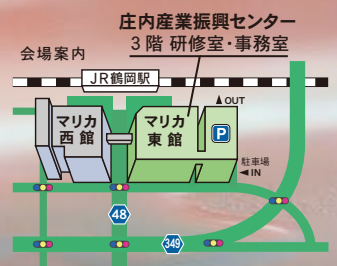 庄内産業振興センター
3階 研修室・事務室
会場案内
JR鶴岡駅
マリカ
西館
マリカ
東館
▲OUT
P
駐車場
◀IN
48
349